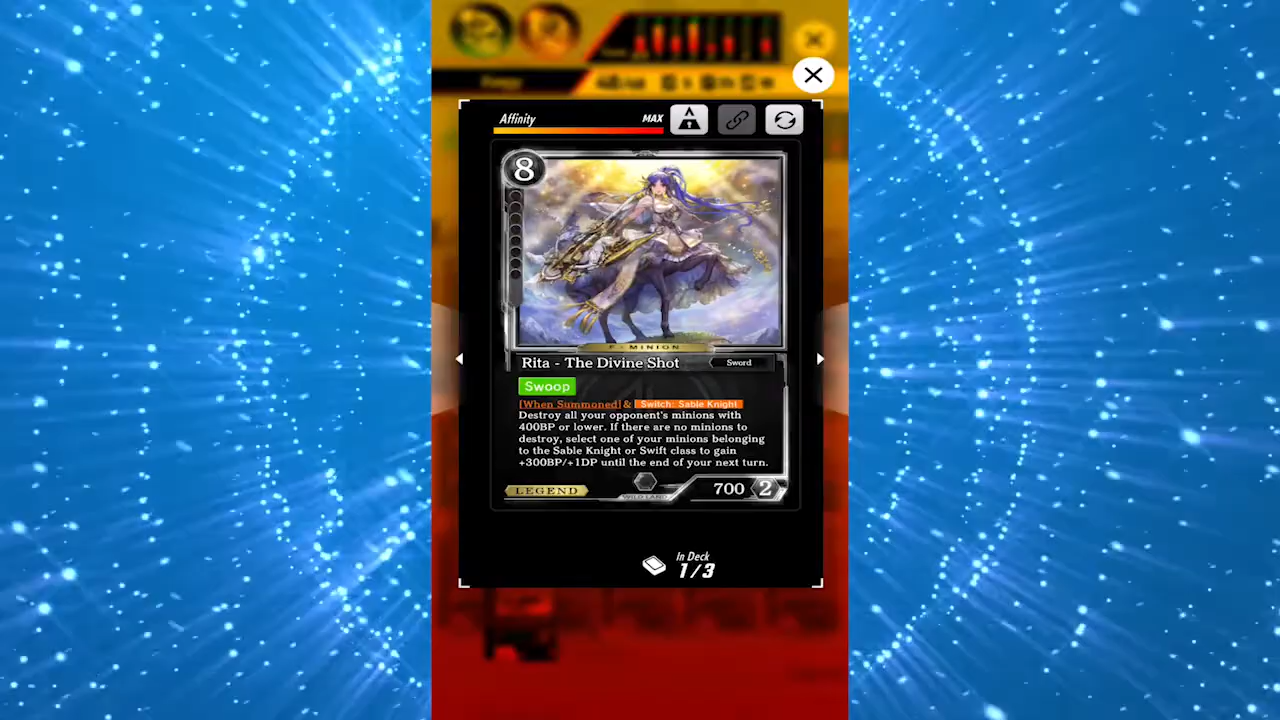 Affinity
MAX
8
F - MINION
Rita - The Divine Shot
Sword
Swoop
[When Summoned] & Switch: Sable Knight
Destroy all your opponent's minions with
400BP or lower. If there are no minions to
destroy, select one of your minions belonging
to the Sable Knight or Swift class to gain
+300BP/+1DP until the end of your next turn.
LEGEND
WILD LAND
700
2
In Deck
1/3